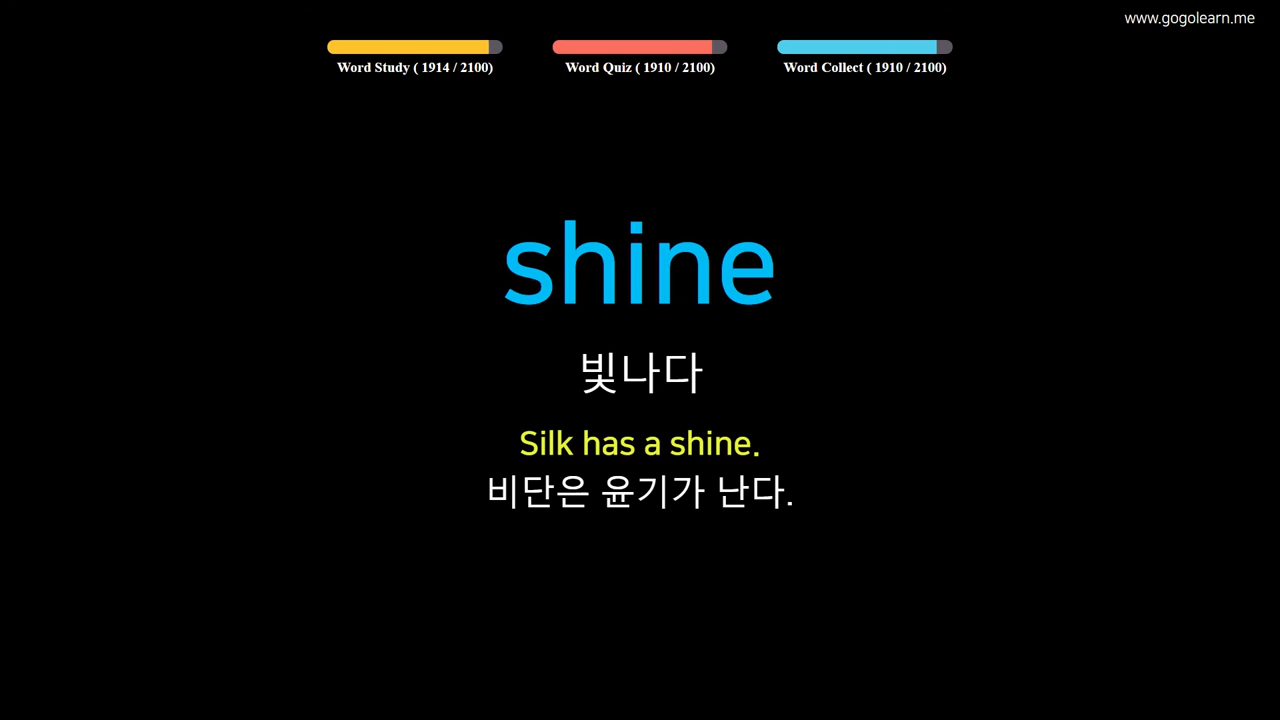 www.gogolearn.me
Word Study ( 1914 / 2100)
Word Quiz ( 1910 / 2100)
Word Collect ( 1910 / 2100)
shine
빛나다
Silk has a shine.
비단은 윤기가 난다.